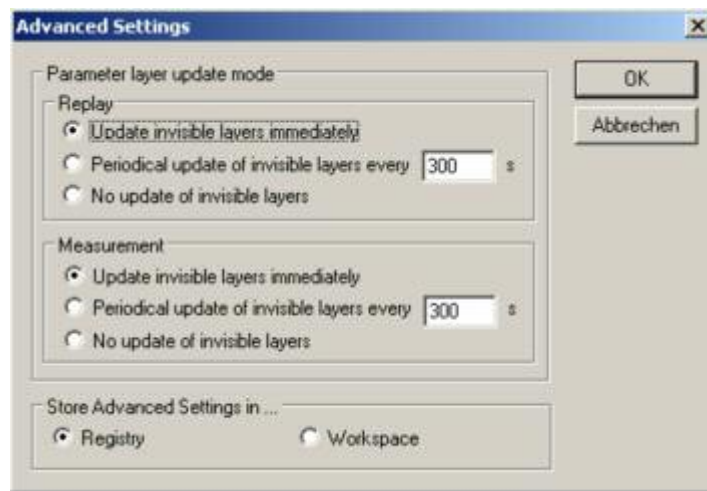 Advanced Settings
Parameter layer update mode
OK
Replay
Abbrechen
Update invisible layers immediately
Periodical update of invisible layers every 300 s
No update of invisible layers
Measurement
Update invisible layers immediately
Periodical update of invisible layers every 300 s
No update of invisible layers
Store Advanced Settings in ...
Registry Workspace